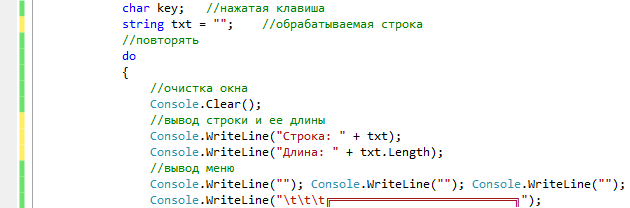 char key;   //нажатая клавиша
string txt = "";    //обрабатываемая строка
//повторять
do
{
    //очистка окна
    Console.Clear();
    //вывод строки и ее длины
    Console.WriteLine("Строка: " + txt);
    Console.WriteLine("Длина: " + txt.Length);
    //вывод меню
    Console.WriteLine(""); Console.WriteLine(""); Console.WriteLine("");
    Console.WriteLine("\t\t\t╔══════════════════════════╗");